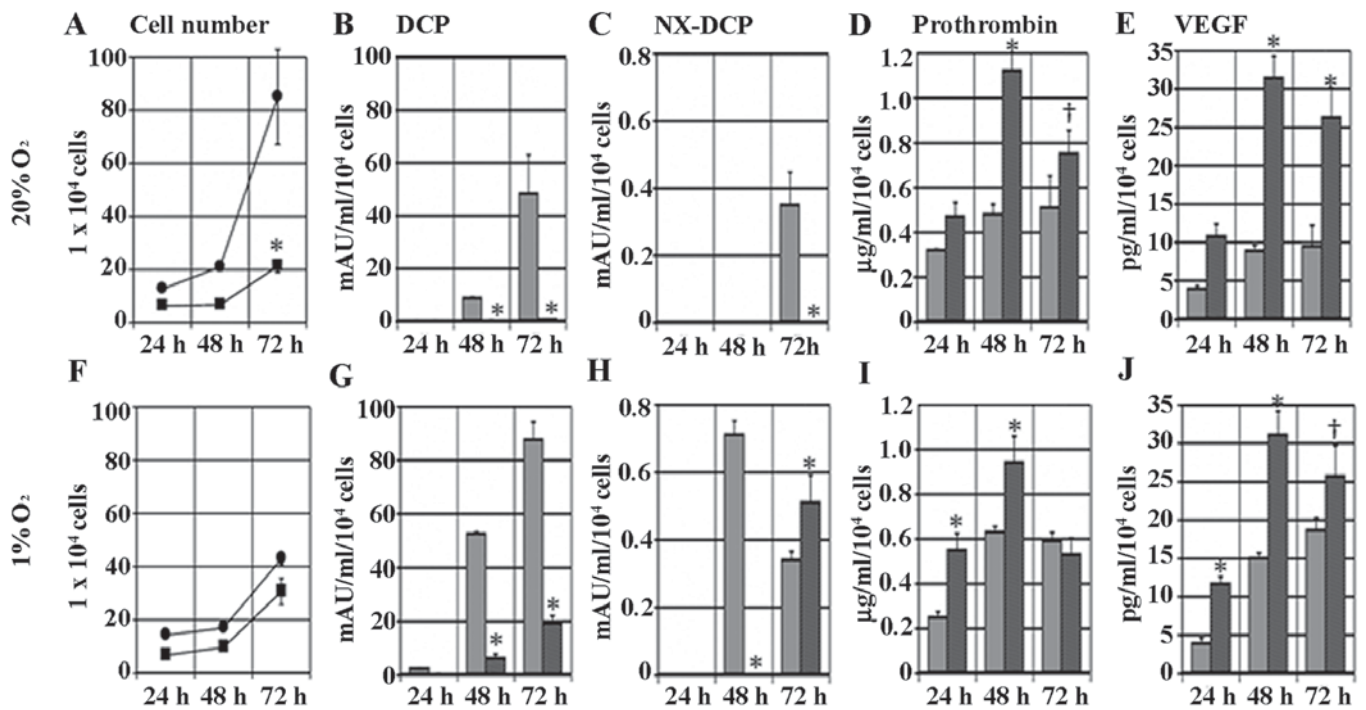 A Cell number
B DCP
C NX-DCP
D Prothrombin
E VEGF
20% O₂
1 x 10⁴ cells
100
80
60
40
20
0
*
24 h 48 h 72 h
mAU/ml/10⁴ cells
100
80
60
40
20
0
* *
24 h 48 h 72 h
mAU/ml/10⁴ cells
0.8
0.6
0.4
0.2
0
*
24 h 48 h 72h
µg/ml/10⁴ cells
1.2
1.0
0.8
0.6
0.4
0.2
0
* †
24 h 48 h 72 h
pg/ml/10⁴ cells
35
30
25
20
15
10
5
0
* *
24 h 48 h 72 h
1% O₂
F
1 x 10⁴ cells
100
80
60
40
20
0
24 h 48 h 72 h
G
mAU/ml/10⁴ cells
100
80
60
40
20
0
* *
24 h 48 h 72 h
H
mAU/ml/10⁴ cells
0.8
0.6
0.4
0.2
0
* *
24 h 48 h 72 h
I
µg/ml/10⁴ cells
1.2
1.0
0.8
0.6
0.4
0.2
0
* *
24 h 48 h 72 h
J
pg/ml/10⁴ cells
35
30
25
20
15
10
5
0
* * †
24 h 48 h 72 h